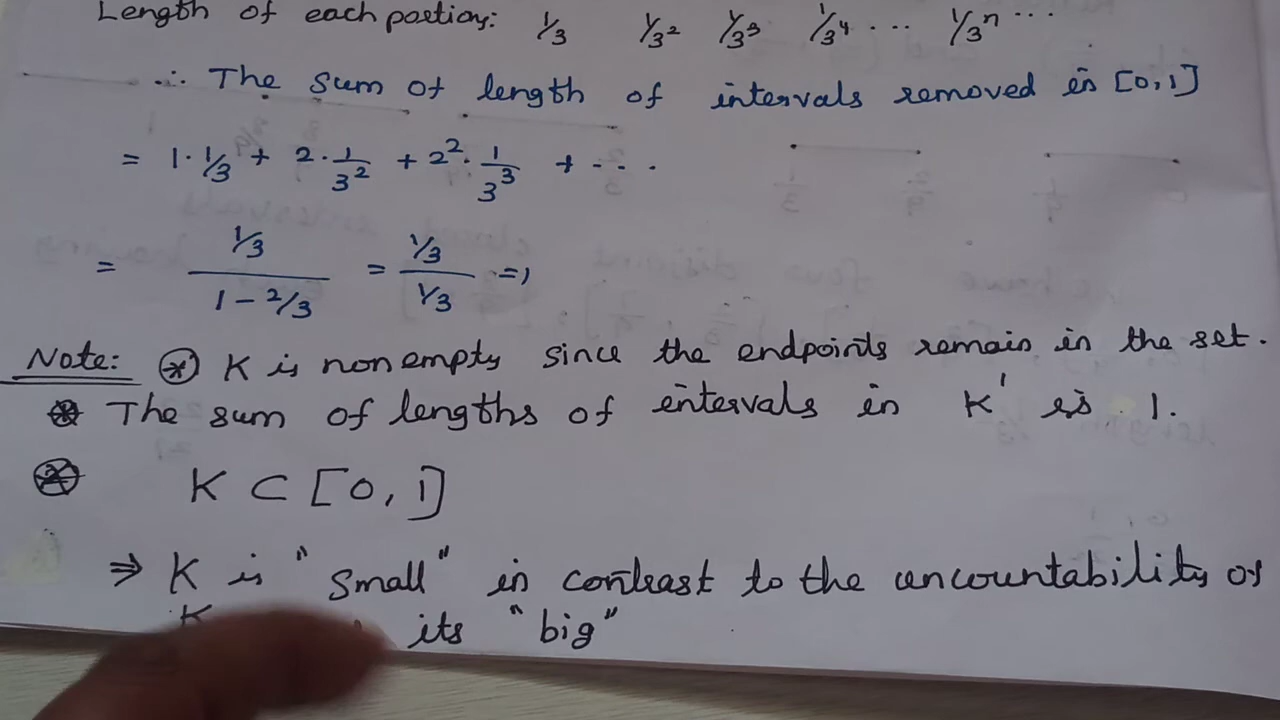 Length of each portion: 1/3 1/3² 1/3³ 1/3⁴ ... 1/3ⁿ ...
∴ The sum of length of intervals removed in [0,1]
= 1·1/3 + 2·1/3² + 2²·1/3³ + ...
= (1/3)/(1-2/3) = (1/3)/(1/3) = 1
Note: * K is nonempty since the endpoints remain in the set.
* The sum of lengths of intervals in K' is 1.
* K ⊂ [0,1]
⇒ K is "small" in contrast to the uncountability of
K its "big"